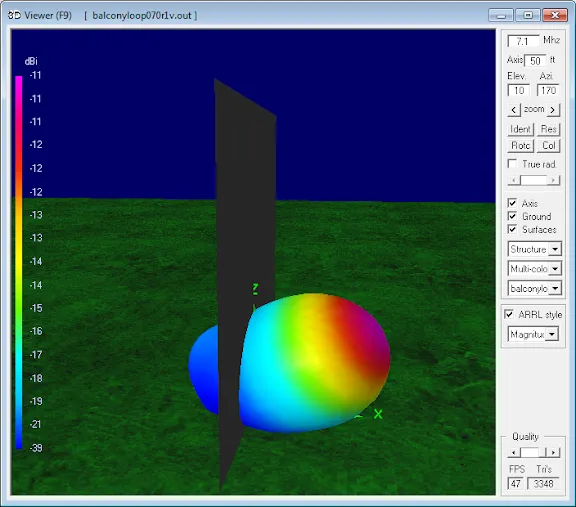 3D Viewer (F9) [ balconyloop070r1v.out ]
dBi
-11
-11
-11
-12
-12
-12
-13
-13
-14
-15
-16
-17
-18
-19
-21
-39
Z
X
7.1 Mhz
Axis 50 ft
Elev. Azi.
10 170
< zoom >
Ident Res
Rotc Col
True rad.
Axis
Ground
Surfaces
Structure
Multi-colo
balconylo
ARRL style
Magnitud
Quality
FPS Tri's
47 3348